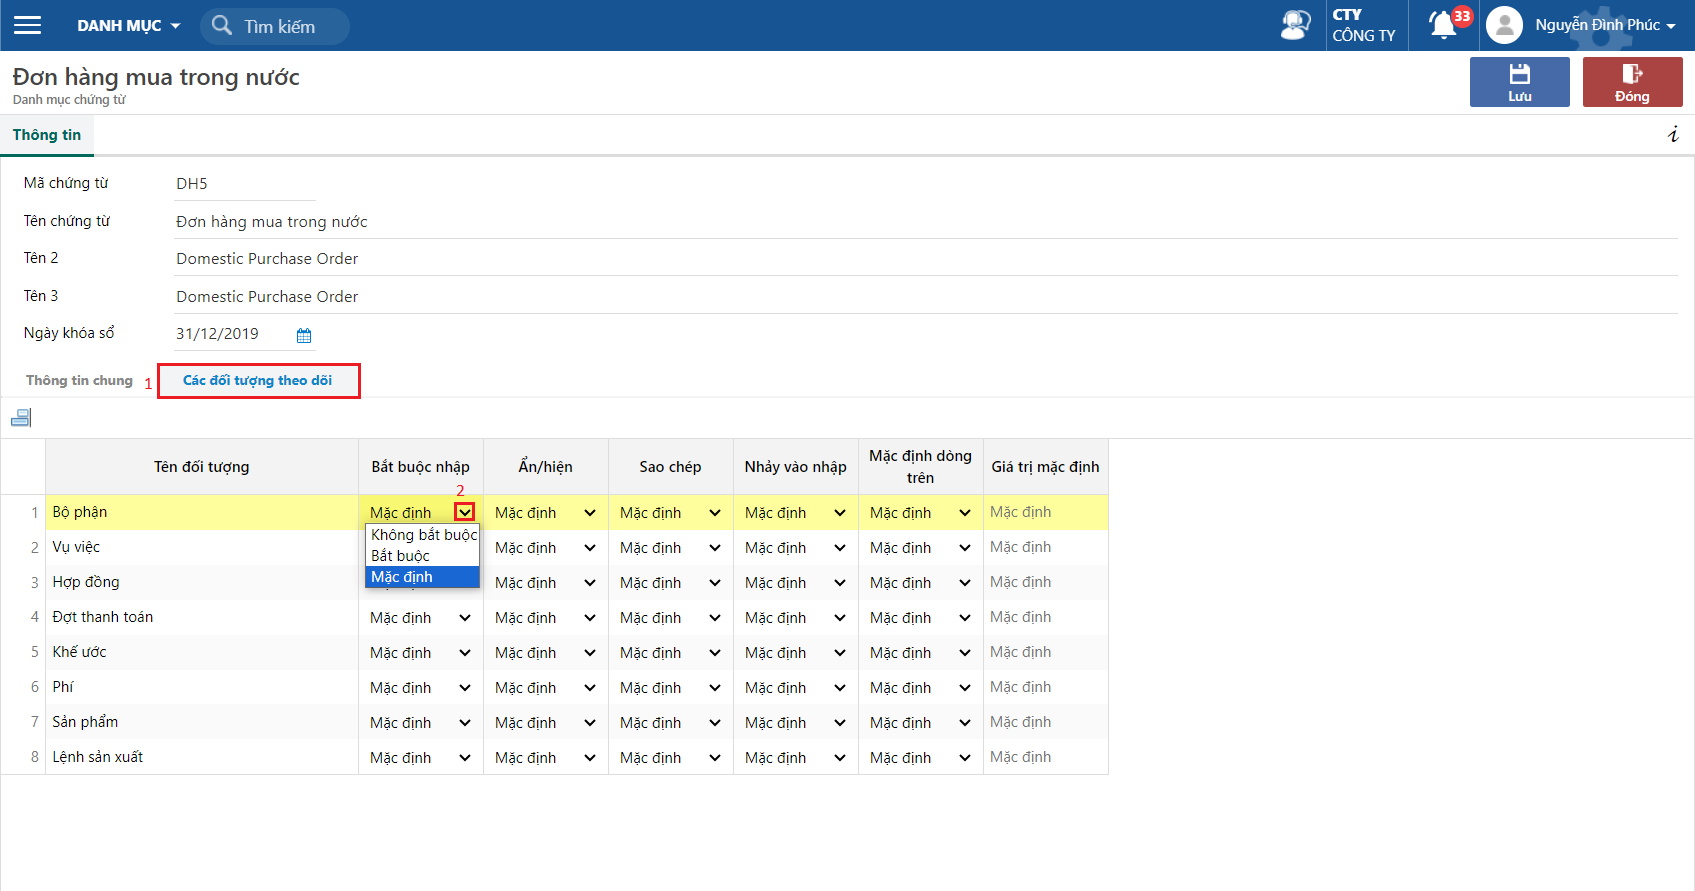 DANH MỤC Tìm kiếm CTY CÔNG TY 33 Nguyễn Đình Phúc
Đơn hàng mua trong nước
Danh mục chứng từ
Lưu Đóng
Thông tin i
Mã chứng từ DH5
Tên chứng từ Đơn hàng mua trong nước
Tên 2 Domestic Purchase Order
Tên 3 Domestic Purchase Order
Ngày khóa sổ 31/12/2019
Thông tin chung 1 Các đối tượng theo dõi
Tên đối tượng Bắt buộc nhập Ẩn/hiện Sao chép Nhảy vào nhập Mặc định dòng trên Giá trị mặc định
2
1 Bộ phận Mặc định Mặc định Mặc định Mặc định Mặc định Mặc định
Không bắt buộc
Bắt buộc
Mặc định
2 Vụ việc Mặc định Mặc định Mặc định Mặc định Mặc định
3 Hợp đồng Mặc định Mặc định Mặc định Mặc định Mặc định
4 Đợt thanh toán Mặc định Mặc định Mặc định Mặc định Mặc định Mặc định
5 Khế ước Mặc định Mặc định Mặc định Mặc định Mặc định Mặc định
6 Phí Mặc định Mặc định Mặc định Mặc định Mặc định Mặc định
7 Sản phẩm Mặc định Mặc định Mặc định Mặc định Mặc định Mặc định
8 Lệnh sản xuất Mặc định Mặc định Mặc định Mặc định Mặc định Mặc định